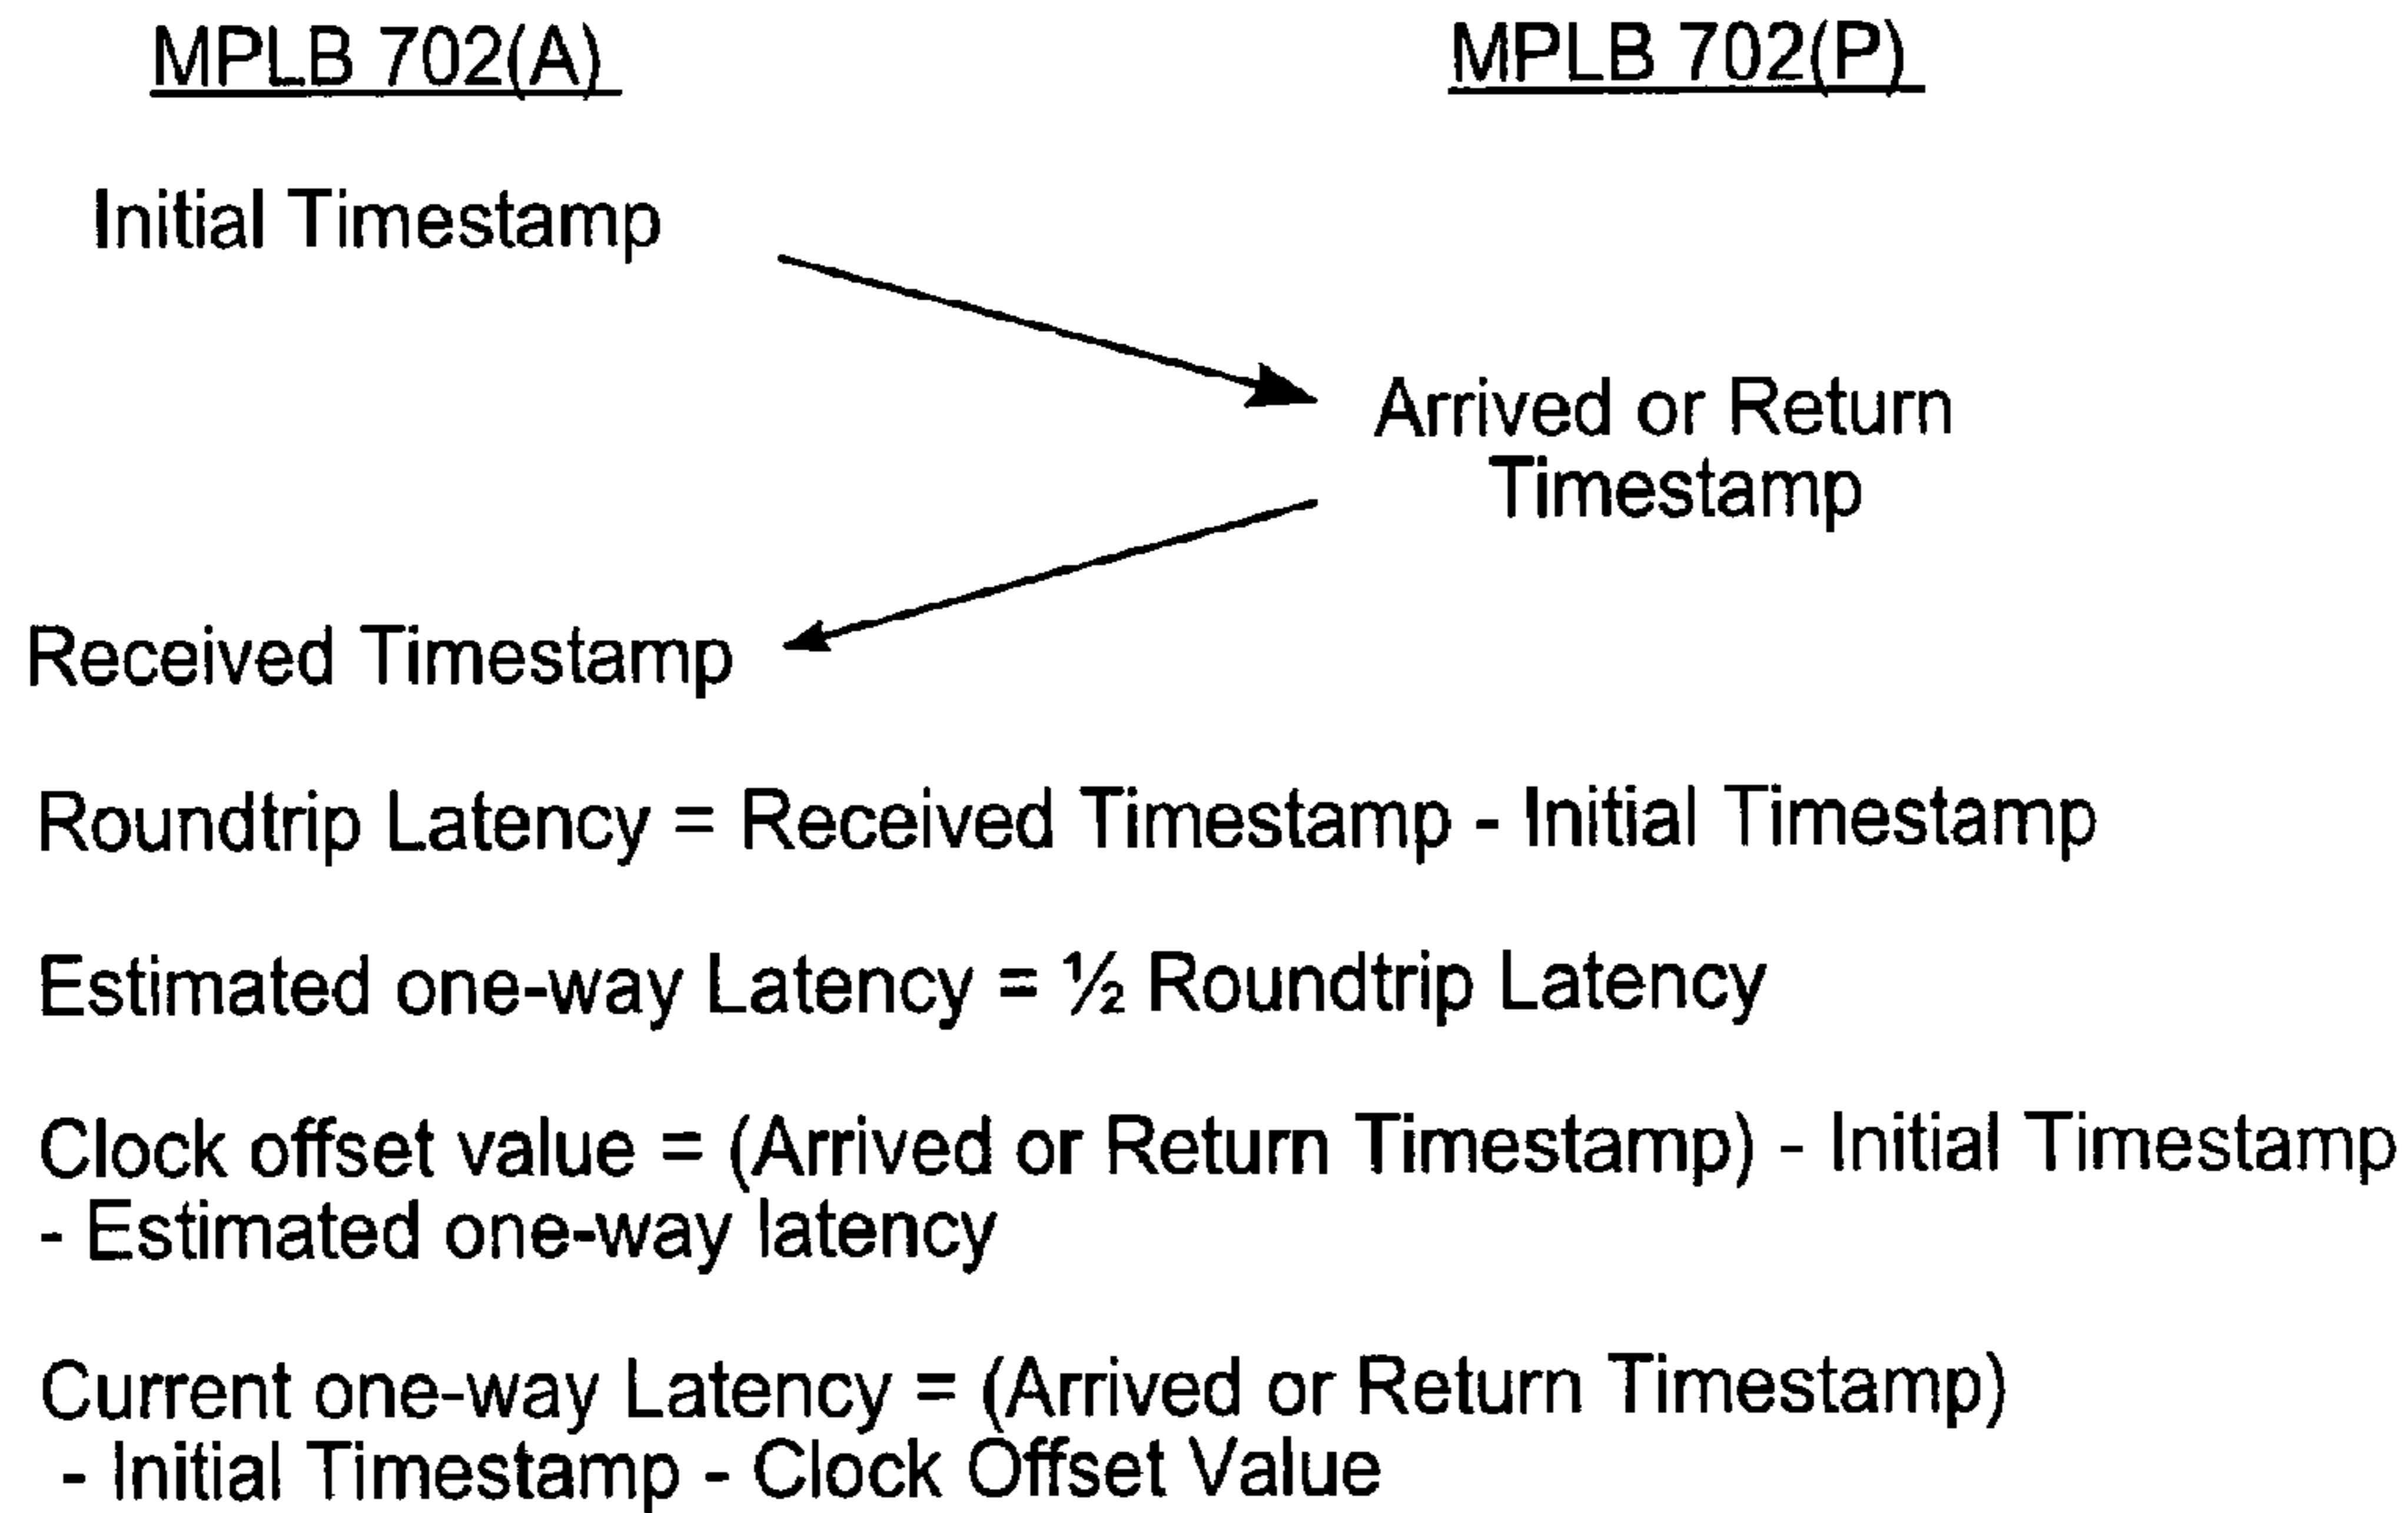 MPLB 702(A)
MPLB 702(P)
Initial Timestamp
Arrived or Return
Timestamp
Received Timestamp
Roundtrip Latency = Received Timestamp - Initial Timestamp
Estimated one-way Latency = ½ Roundtrip Latency
Clock offset value = (Arrived or Return Timestamp) - Initial Timestamp
- Estimated one-way latency
Current one-way Latency = (Arrived or Return Timestamp)
- Initial Timestamp - Clock Offset Value